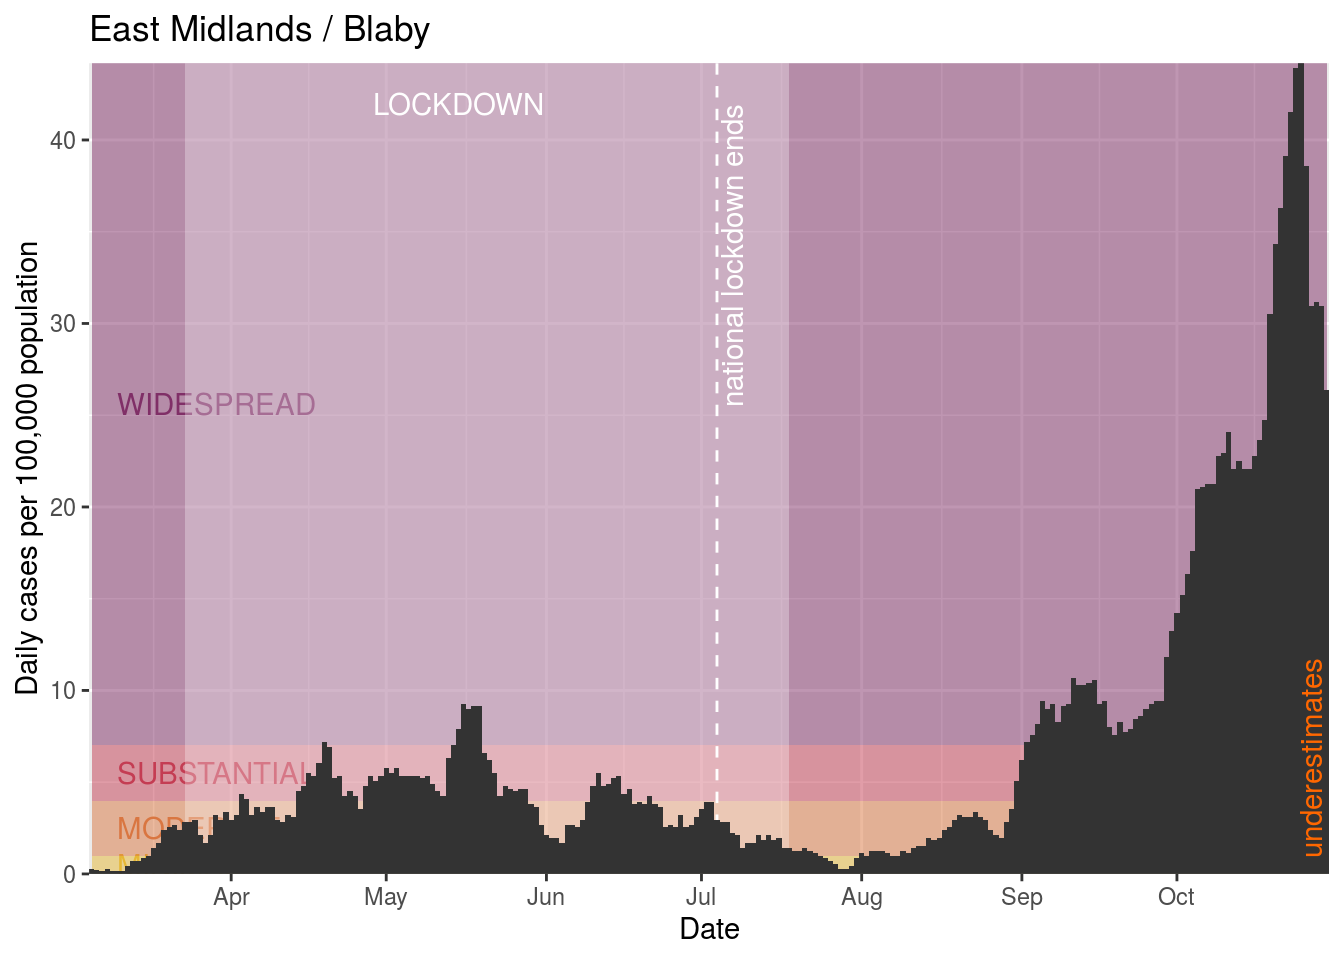 East Midlands / Blaby
LOCKDOWN
national lockdown ends
WIDESPREAD
SUBSTANTIAL
underestimates
Daily cases per 100,000 population
40
30
20
10
0
Apr
May
Jun
Jul
Aug
Sep
Oct
Date